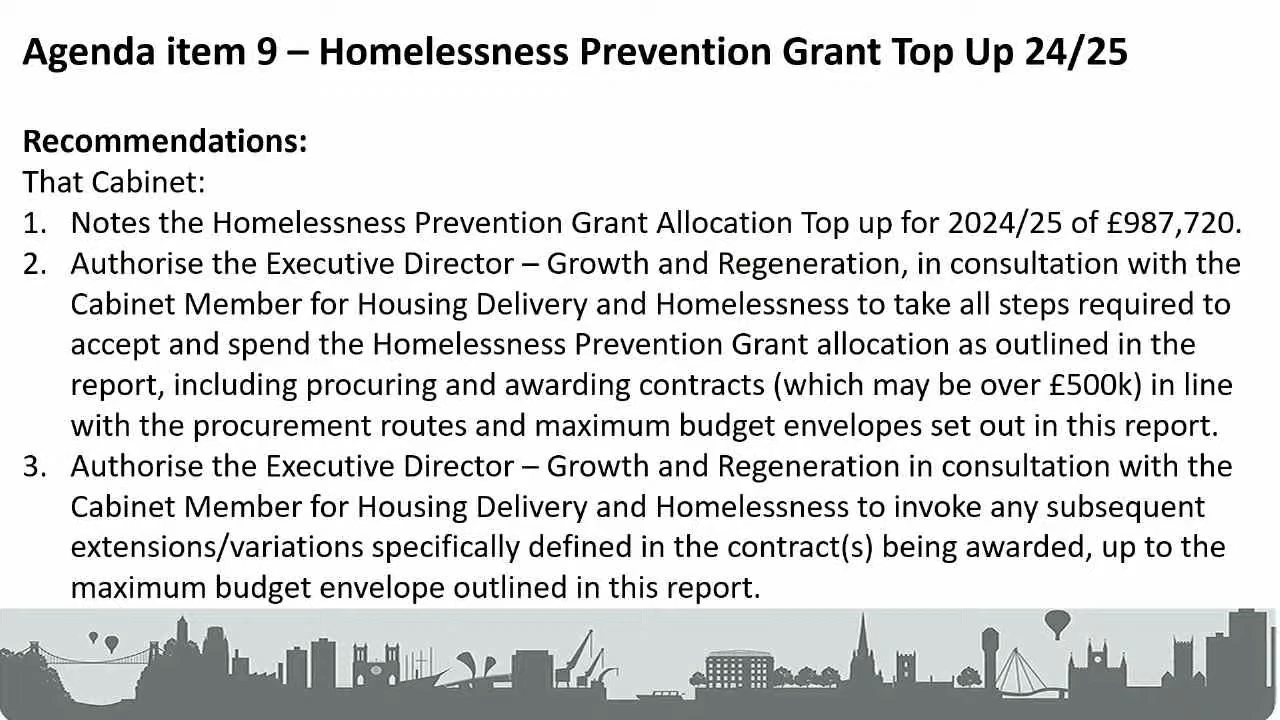 Agenda item 9 – Homelessness Prevention Grant Top Up 24/25
Recommendations:
That Cabinet:
1. Notes the Homelessness Prevention Grant Allocation Top up for 2024/25 of £987,720.
2. Authorise the Executive Director – Growth and Regeneration, in consultation with the
Cabinet Member for Housing Delivery and Homelessness to take all steps required to
accept and spend the Homelessness Prevention Grant allocation as outlined in the
report, including procuring and awarding contracts (which may be over £500k) in line
with the procurement routes and maximum budget envelopes set out in this report.
3. Authorise the Executive Director – Growth and Regeneration in consultation with the
Cabinet Member for Housing Delivery and Homelessness to invoke any subsequent
extensions/variations specifically defined in the contract(s) being awarded, up to the
maximum budget envelope outlined in this report.